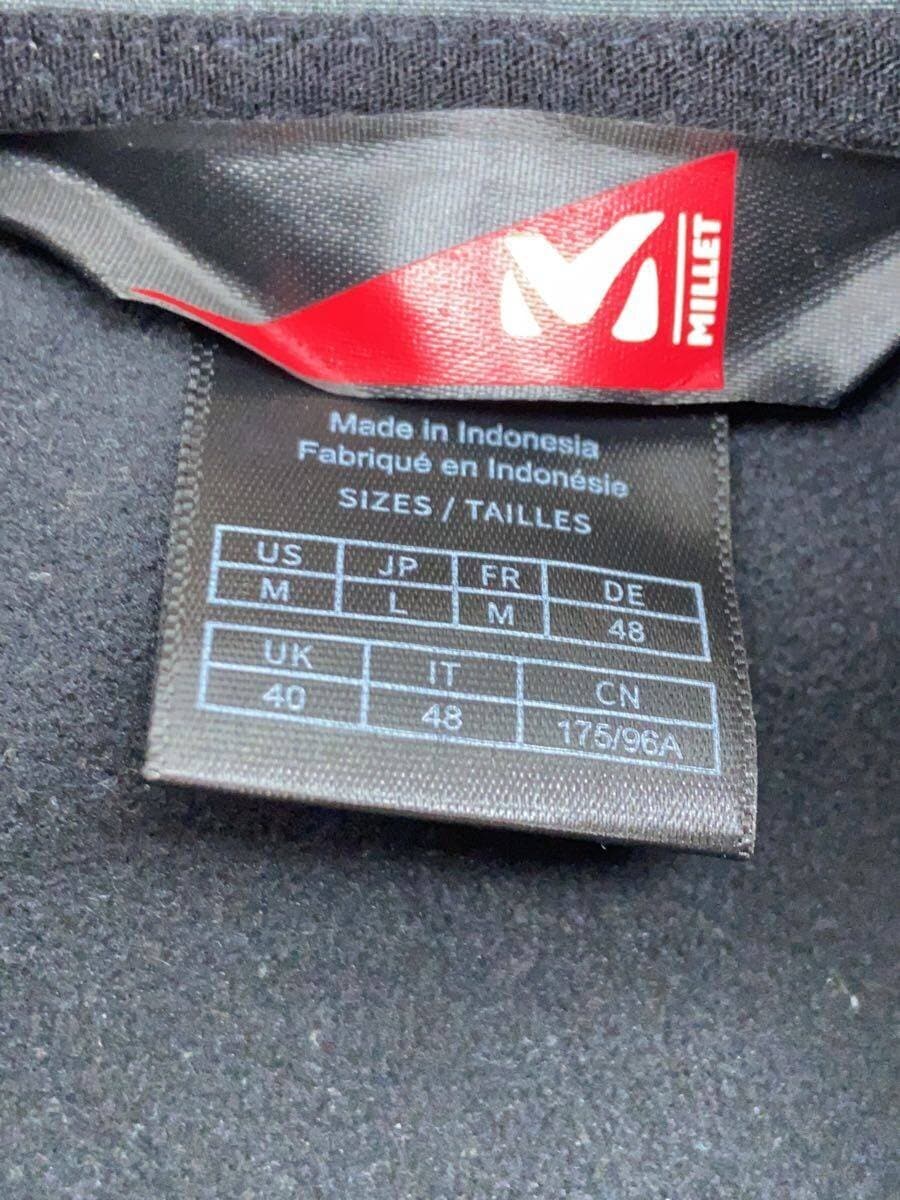 MILLET
Made in Indonesia
Fabriqué en Indonésie
SIZES / TAILLES
US JP FR DE
M L M 48
UK IT CN
40 48 175/96A